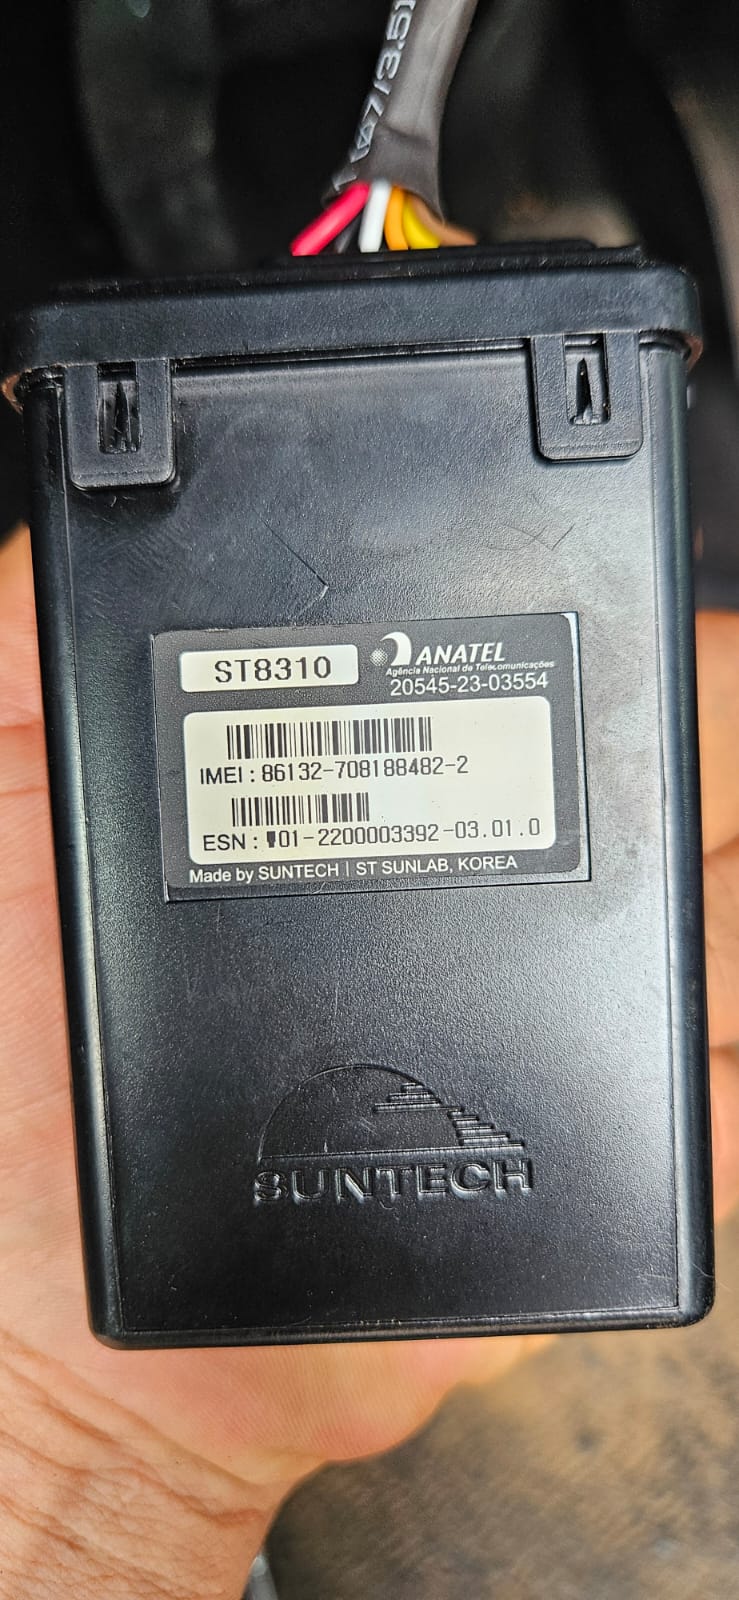 ST8310
ANATEL
Agência Nacional de Telecomunicações
20545-23-03554
IMEI : 86132-708188482-2
ESN : 01-2200003392-03.01.0
Made by SUNTECH | ST SUNLAB, KOREA
SUNTECH